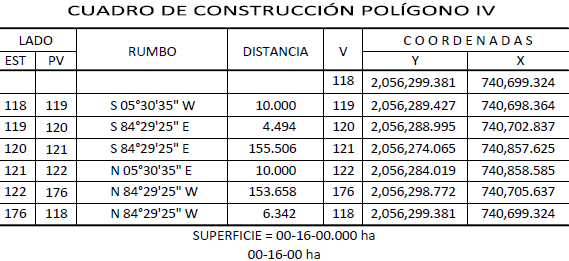 CUADRO DE CONSTRUCCIÓN POLÍGONO IV
LADO RUMBO DISTANCIA V COORDENADAS
EST PV Y X
118 2,056,299.381 740,699.324
118 119 S 05°30'35" W 10.000 119 2,056,289.427 740,698.364
119 120 S 84°29'25" E 4.494 120 2,056,288.995 740,702.837
120 121 S 84°29'25" E 155.506 121 2,056,274.065 740,857.625
121 122 N 05°30'35" E 10.000 122 2,056,284.019 740,858.585
122 176 N 84°29'25" W 153.658 176 2,056,298.772 740,705.637
176 118 N 84°29'25" W 6.342 118 2,056,299.381 740,699.324
SUPERFICIE = 00-16-00.000 ha
00-16-00 ha